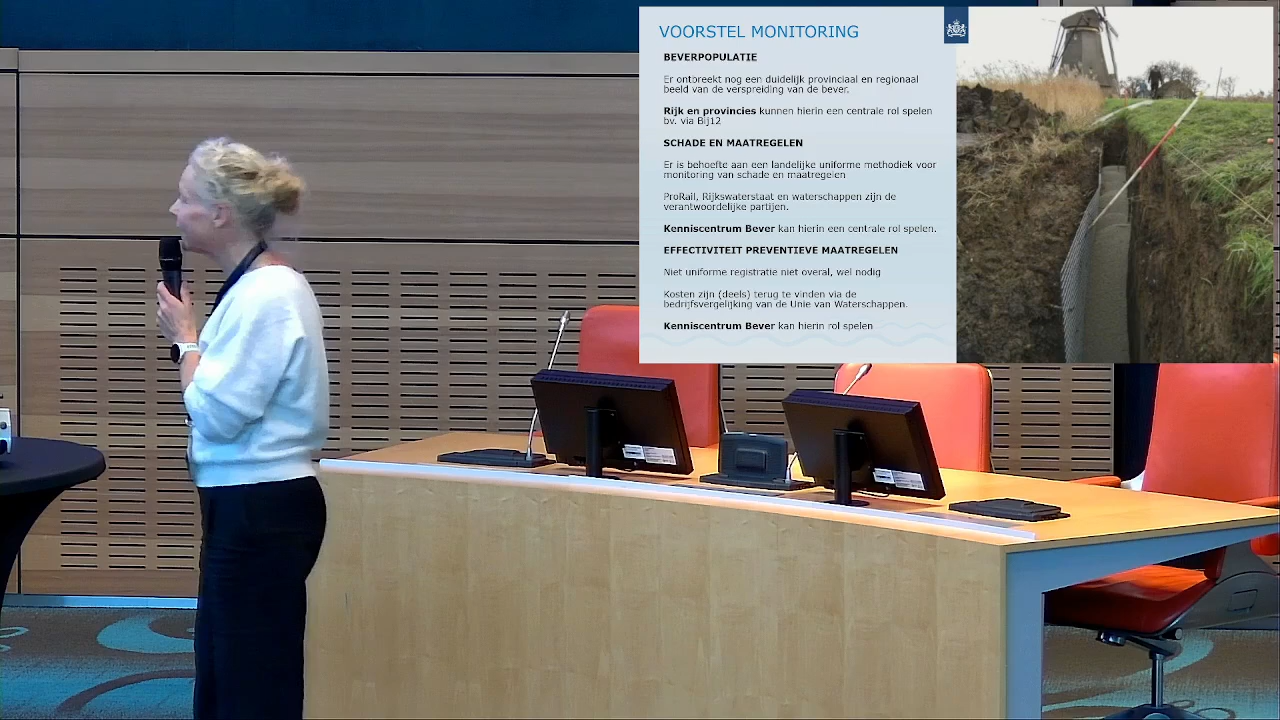 VOORSTEL MONITORING
BEVERPOPULATIE
Er ontbreekt nog een duidelijk provinciaal en regionaal
beeld van de verspreiding van de bever.
Rijk en provincies kunnen hierin een centrale rol spelen
bv. via Bij12
SCHADE EN MAATREGELEN
Er is behoefte aan een landelijke uniforme methodiek voor
monitoring van schade en maatregelen
ProRail, Rijkswaterstaat en waterschappen zijn de
verantwoordelijke partijen.
Kenniscentrum Bever kan hierin een centrale rol spelen.
EFFECTIVITEIT PREVENTIEVE MAATREGELEN
Niet uniforme registratie niet overal, wel nodig
Kosten zijn (deels) terug te vinden via de
bedrijfsvergelijking van de Unie van Waterschappen.
Kenniscentrum Bever kan hierin rol spelen